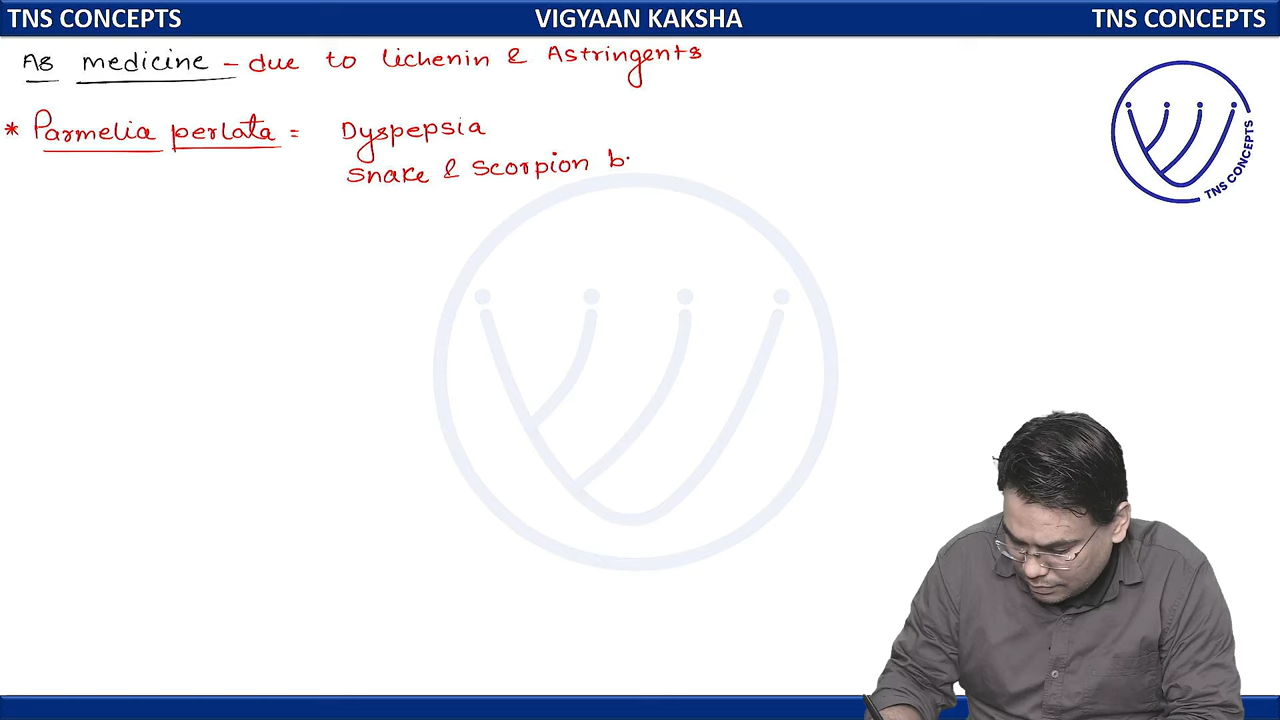 TNS CONCEPTS VIGYAAN KAKSHA TNS CONCEPTS
As medicine - due to Lichenin & Astringents
* Parmelia perlata = Dyspepsia
Snake & Scorpion b
TNS CONCEPTS